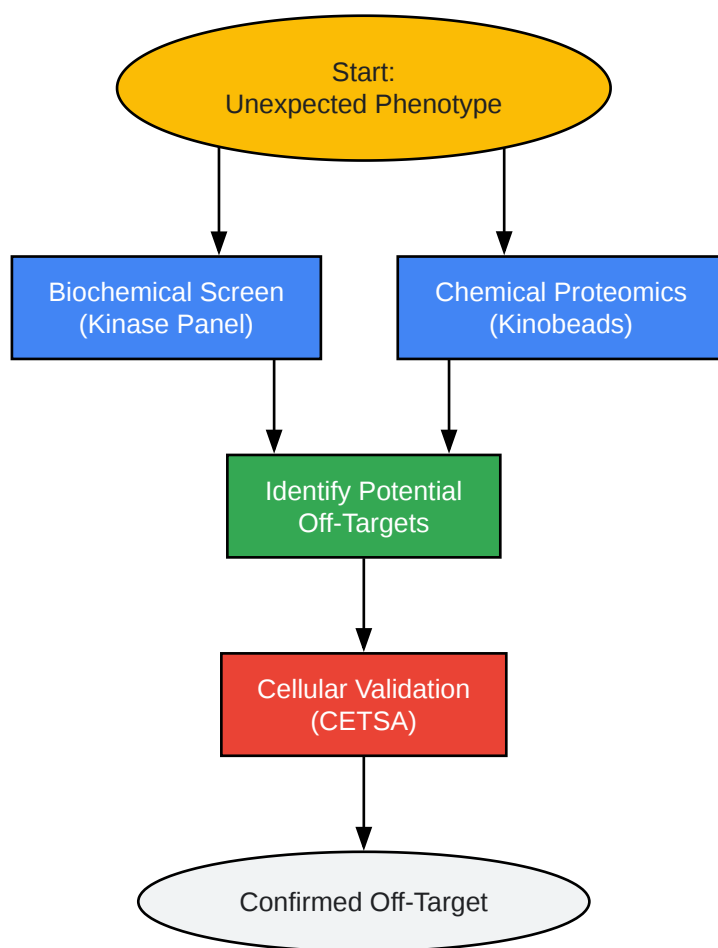 Start:
Unexpected Phenotype
Biochemical Screen
(Kinase Panel)
Chemical Proteomics
(Kinobeads)
Identify Potential
Off-Targets
Cellular Validation
(CETSA)
Confirmed Off-Target